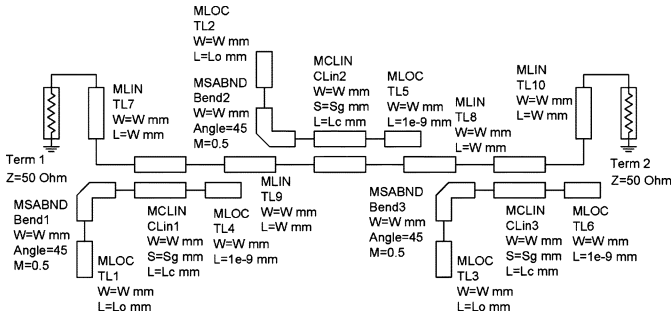 MLOC
TL2
W=W mm
L=Lo mm
MLIN
TL7
W=W mm
L=W mm
MSABND
Bend2
W=W mm
Angle=45
M=0.5
MCLIN
CLin2
W=W mm
S=Sg mm
L=Lc mm
MLOC
TL5
W=W mm
L=1e-9 mm
MLIN
TL8
W=W mm
L=W mm
MLIN
TL10
W=W mm
L=W mm
Term 1
Z=50 Ohm
Term 2
Z=50 Ohm
MSABND
Bend1
W=W mm
Angle=45
M=0.5
MLOC
TL1
W=W mm
L=Lo mm
MCLIN
CLin1
W=W mm
S=Sg mm
L=Lc mm
MLOC
TL4
W=W mm
L=1e-9 mm
MLIN
TL9
W=W mm
L=W mm
MSABND
Bend3
W=W mm
Angle=45
M=0.5
MLOC
TL3
W=W mm
L=Lo mm
MCLIN
CLin3
W=W mm
S=Sg mm
L=Lc mm
MLOC
TL6
W=W mm
L=1e-9 mm